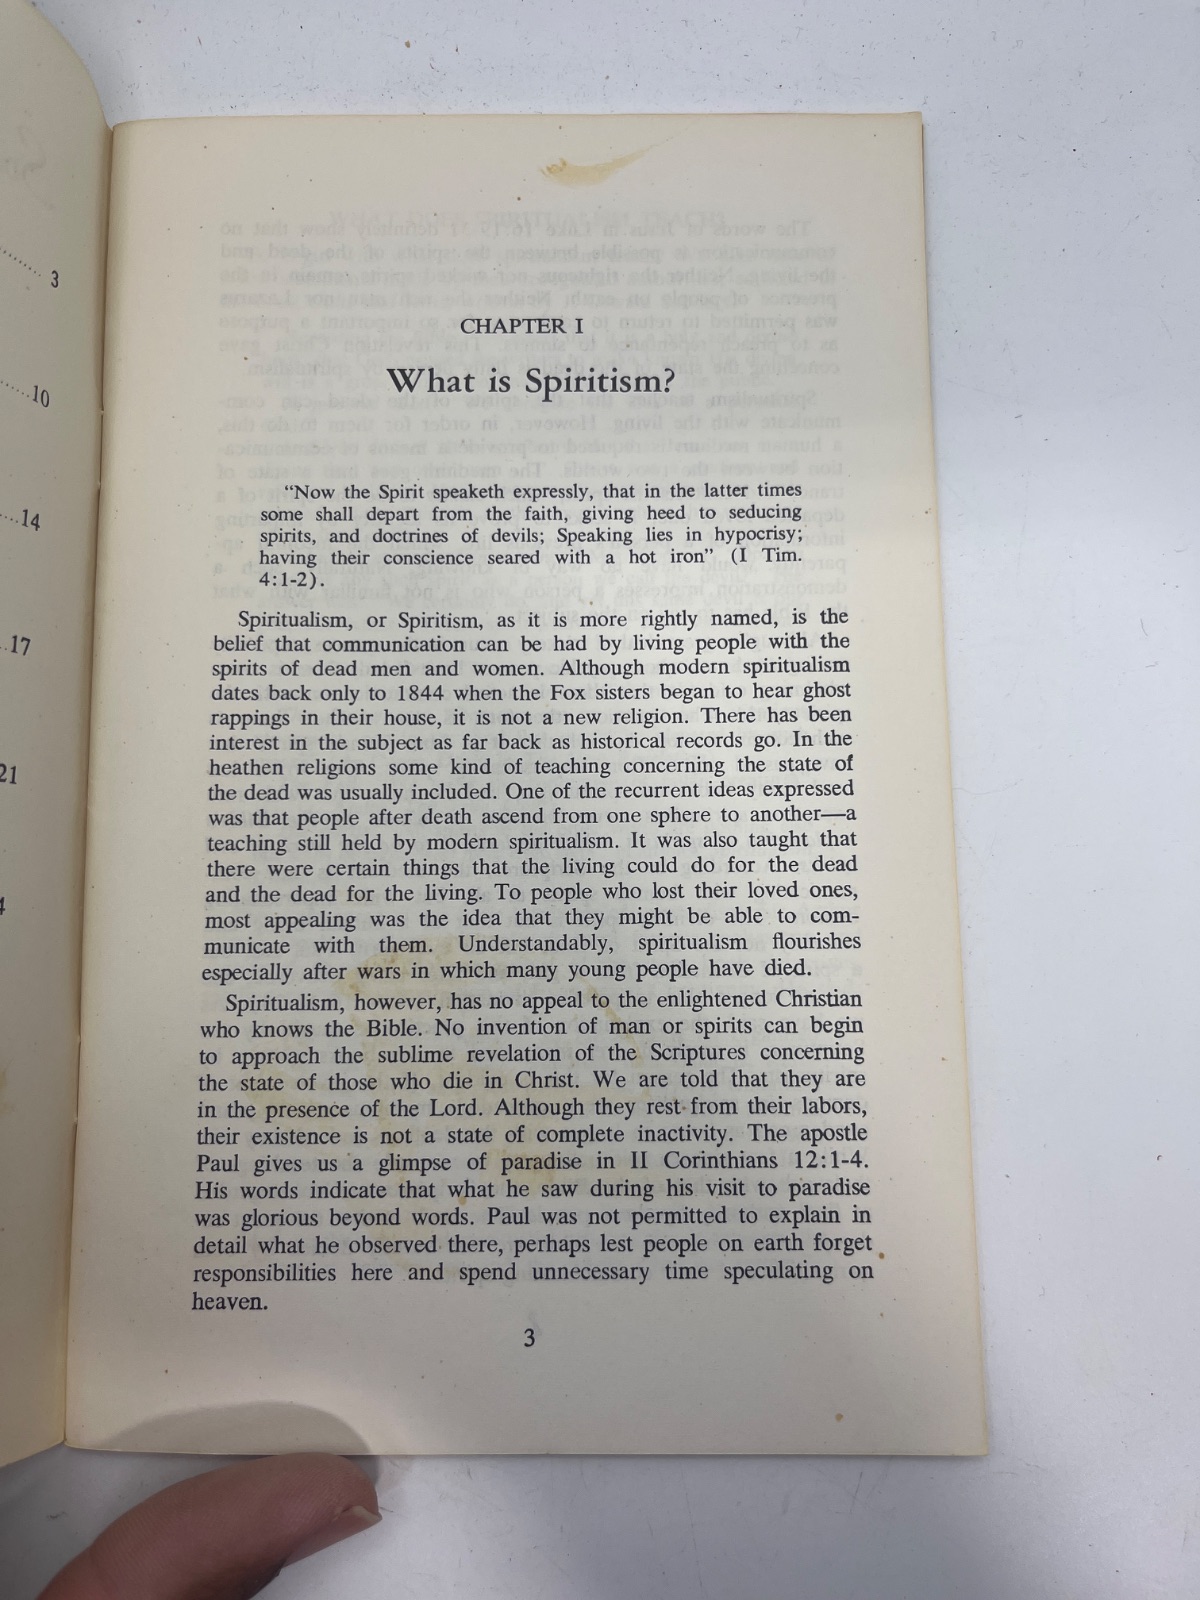 3
10
14
17
21
4
CHAPTER I
What is Spiritism?
“Now the Spirit speaketh expressly, that in the latter times
some shall depart from the faith, giving heed to seducing
spirits, and doctrines of devils; Speaking lies in hypocrisy;
having their conscience seared with a hot iron” (I Tim.
4:1-2).
Spiritualism, or Spiritism, as it is more rightly named, is the
belief that communication can be had by living people with the
spirits of dead men and women. Although modern spiritualism
dates back only to 1844 when the Fox sisters began to hear ghost
rappings in their house, it is not a new religion. There has been
interest in the subject as far back as historical records go. In the
heathen religions some kind of teaching concerning the state of
the dead was usually included. One of the recurrent ideas expressed
was that people after death ascend from one sphere to another—a
teaching still held by modern spiritualism. It was also taught that
there were certain things that the living could do for the dead
and the dead for the living. To people who lost their loved ones,
most appealing was the idea that they might be able to com-
municate with them. Understandably, spiritualism flourishes
especially after wars in which many young people have died.
Spiritualism, however, has no appeal to the enlightened Christian
who knows the Bible. No invention of man or spirits can begin
to approach the sublime revelation of the Scriptures concerning
the state of those who die in Christ. We are told that they are
in the presence of the Lord. Although they rest from their labors,
their existence is not a state of complete inactivity. The apostle
Paul gives us a glimpse of paradise in II Corinthians 12:1-4.
His words indicate that what he saw during his visit to paradise
was glorious beyond words. Paul was not permitted to explain in
detail what he observed there, perhaps lest people on earth forget
responsibilities here and spend unnecessary time speculating on
heaven.
3